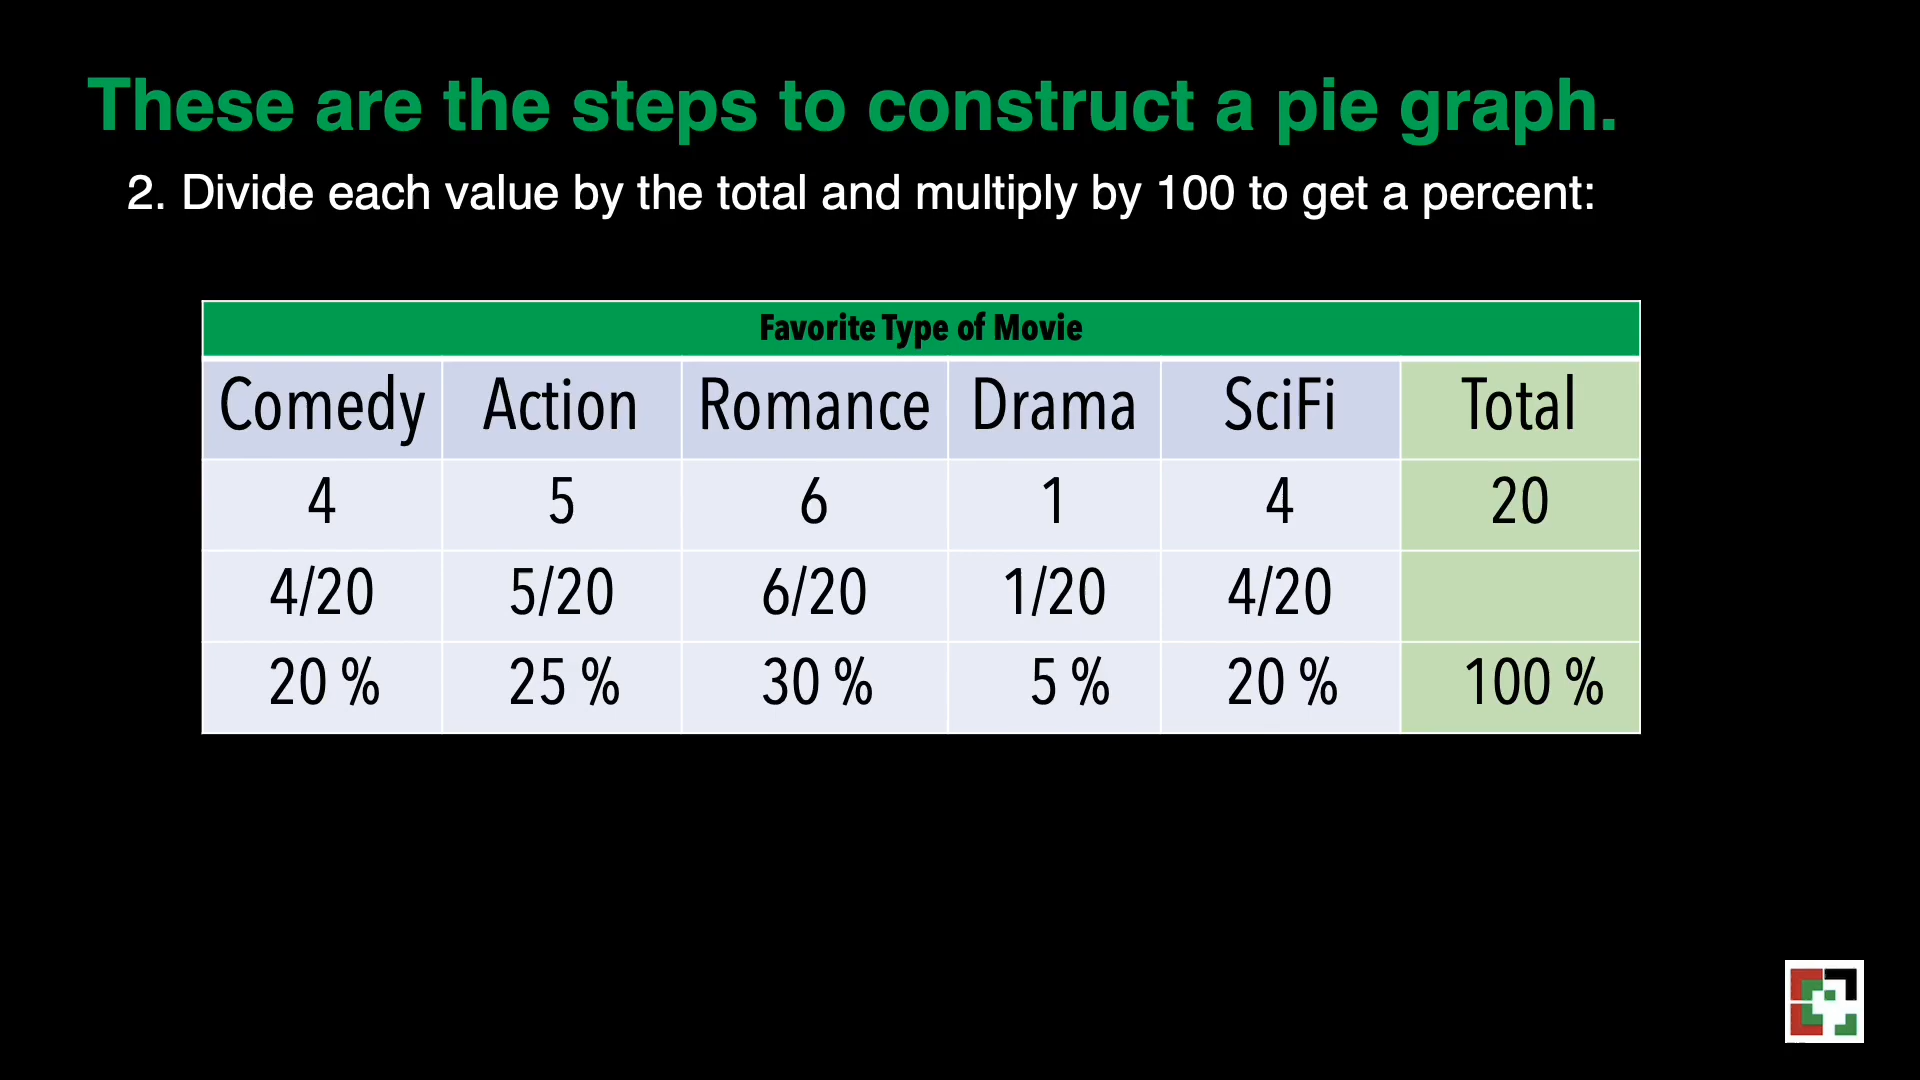 These are the steps to construct a pie graph.
2. Divide each value by the total and multiply by 100 to get a percent:
Favorite Type of Movie
Comedy Action Romance Drama SciFi Total
4 5 6 1 4 20
4/20 5/20 6/20 1/20 4/20
20 % 25 % 30 % 5 % 20 % 100 %